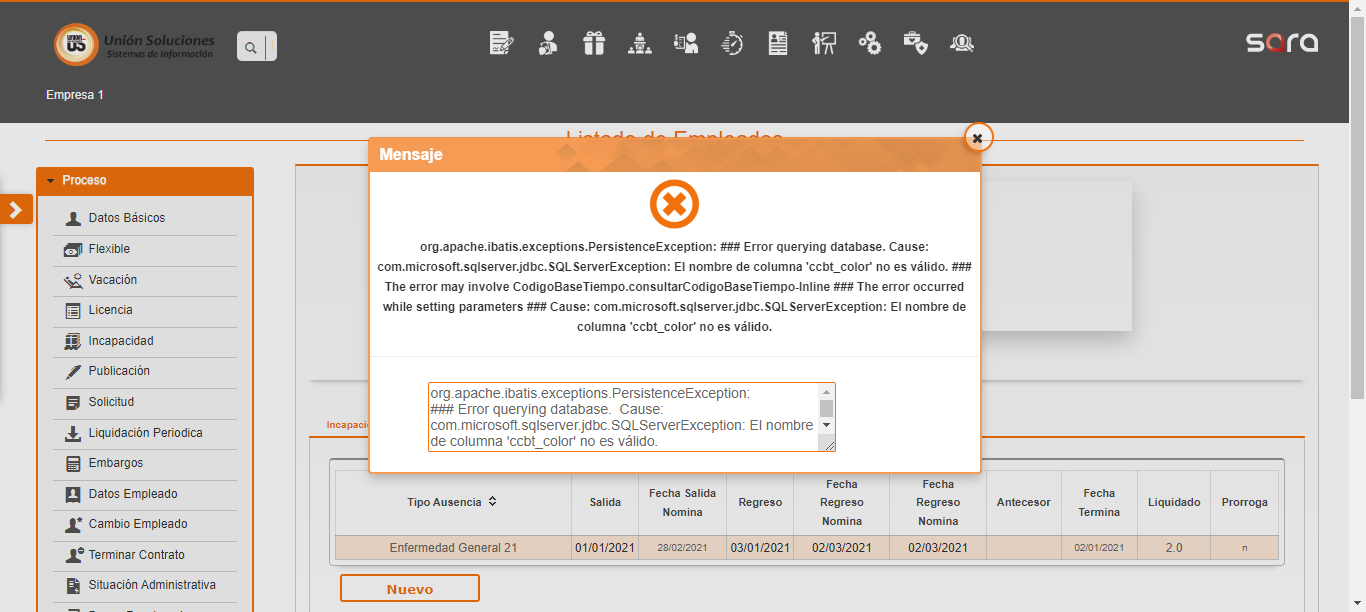 UNION
US
Unión Soluciones
Sistemas de Información
sara
Empresa 1
Listado de Empleados
Mensaje
Proceso
Datos Básicos
Flexible
Vacación
Licencia
Incapacidad
Publicación
Solicitud
Liquidación Periodica
Embargos
Datos Empleado
Cambio Empleado
Terminar Contrato
Situación Administrativa
org.apache.ibatis.exceptions.PersistenceException: ### Error querying database. Cause:
com.microsoft.sqlserver.jdbc.SQLServerException: El nombre de columna 'ccbt_color' no es válido. ###
The error may involve CodigoBaseTiempo.consultarCodigoBaseTiempo-Inline ### The error occurred
while setting parameters ### Cause: com.microsoft.sqlserver.jdbc.SQLServerException: El nombre de
columna 'ccbt_color' no es válido.
org.apache.ibatis.exceptions.PersistenceException:
### Error querying database.  Cause:
com.microsoft.sqlserver.jdbc.SQLServerException: El nombre
de columna 'ccbt_color' no es válido.
Tipo Ausencia Salida Fecha Salida Nomina Regreso Fecha Regreso Nomina Fecha Regreso Nomina Antecesor Fecha Termina Liquidado Prorroga
Enfermedad General 21 01/01/2021 28/02/2021 03/01/2021 02/03/2021 02/03/2021 02/01/2021 2.0 n
Nuevo